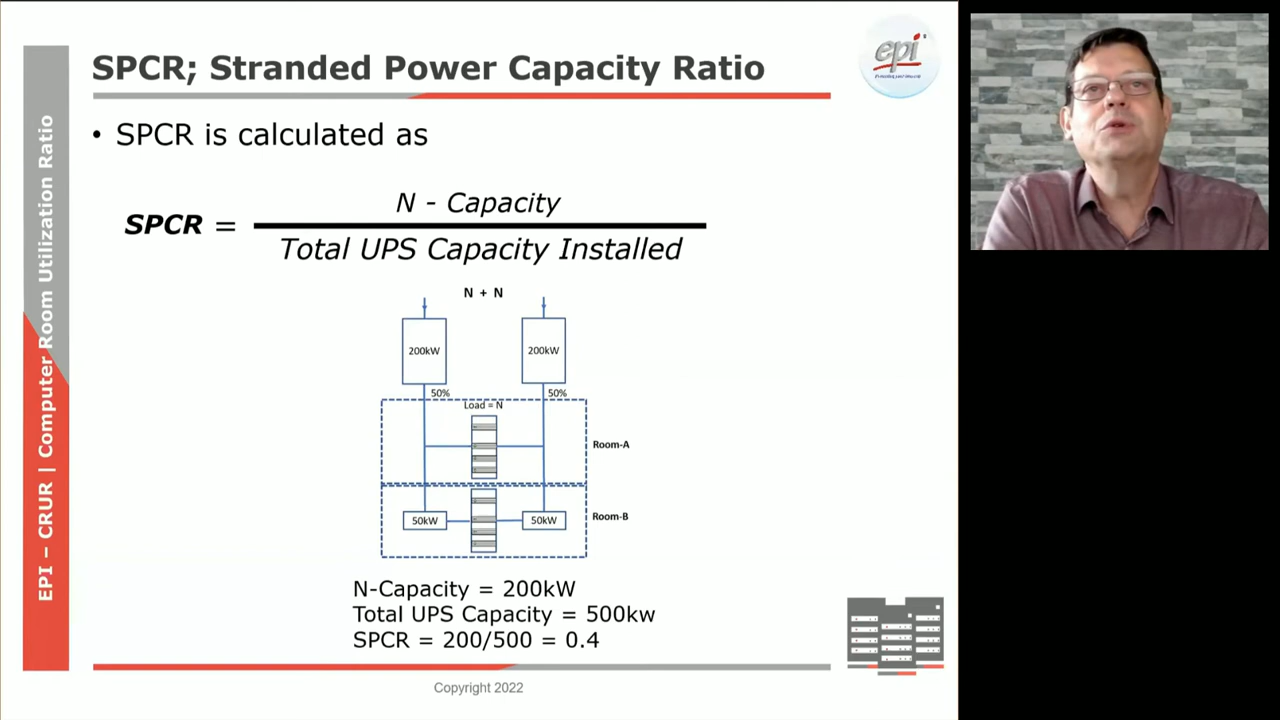 SPCR; Stranded Power Capacity Ratio
epi
• SPCR is calculated as
N - Capacity
SPCR =
Total UPS Capacity Installed
N + N
200kW
200kW
50%
50%
Load = N
Room-A
50kW
50kW
Room-B
N-Capacity = 200kW
Total UPS Capacity = 500kw
SPCR = 200/500 = 0.4
Copyright 2022
EPI – CRUR | Computer Room Utilization Ratio